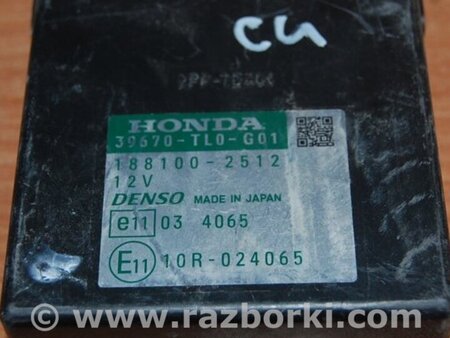 CU
HONDA
39670-TL0-G01
188100-2512
12V
DENSO MADE IN JAPAN
e11 03 4065
E11 10R-024065
© www.razborki.com